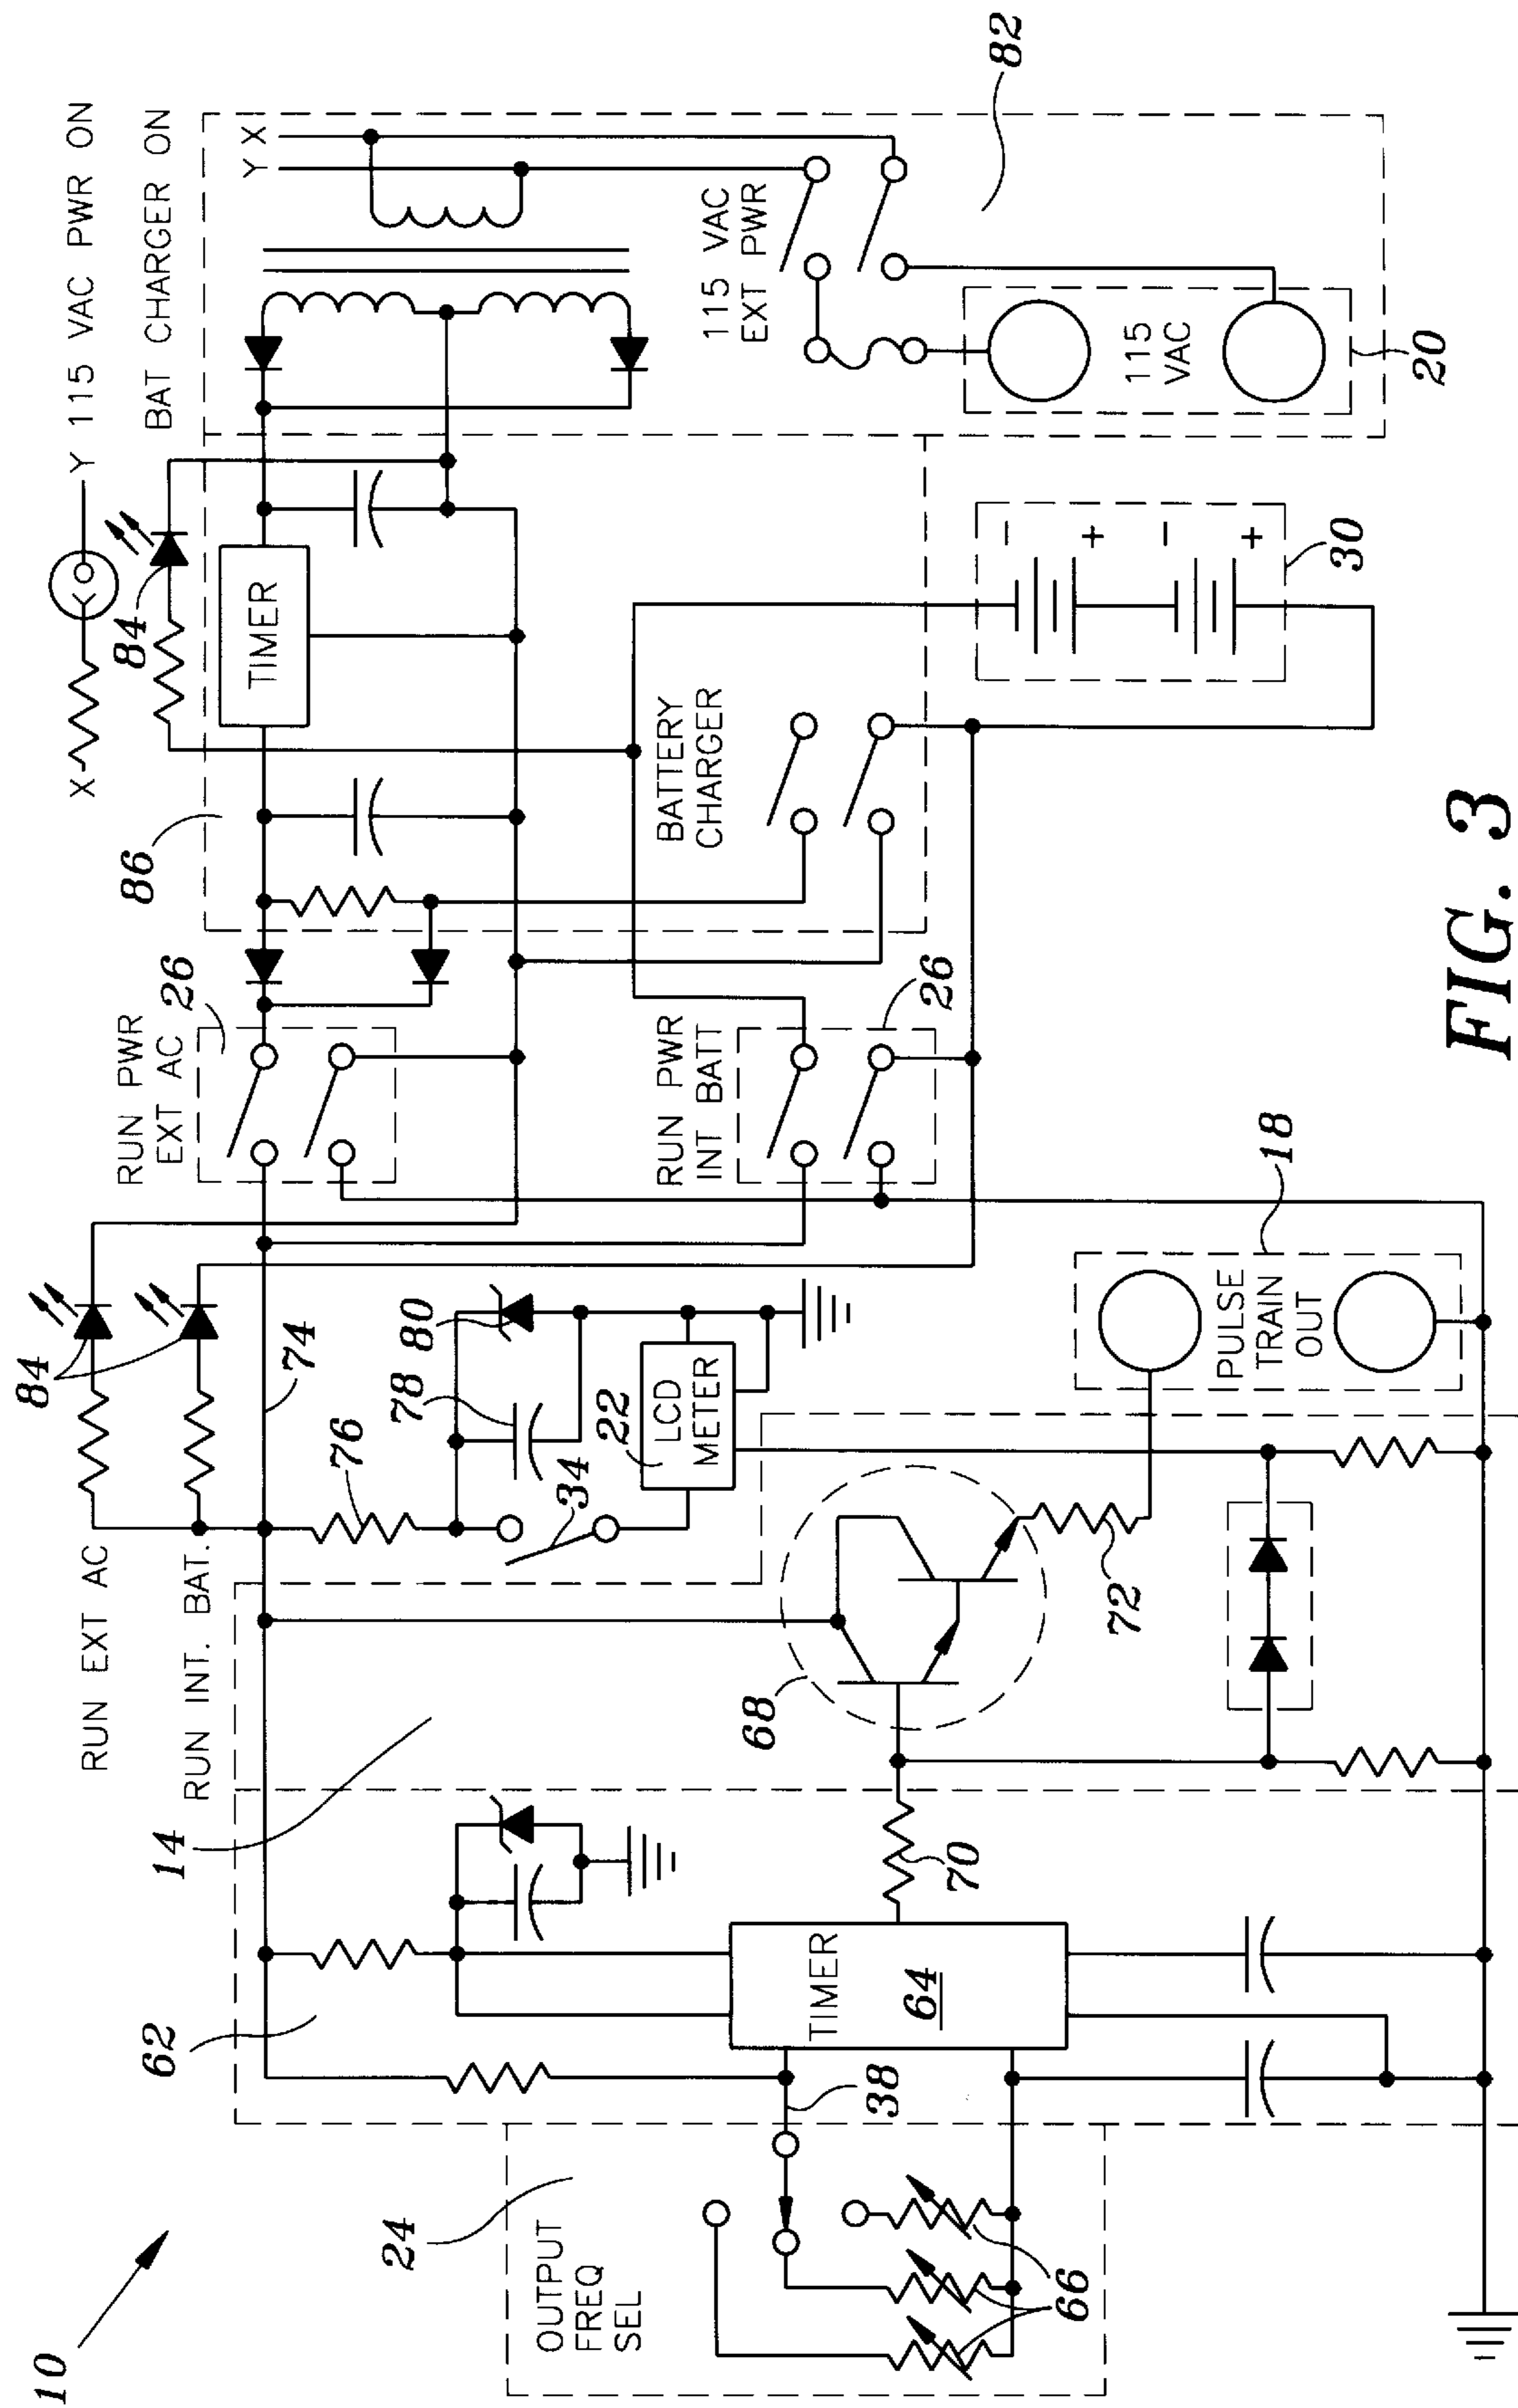 10
24
OUTPUT
FREQ
SEL
66
38
62
TIMER
64
70
14
68
72
RUN EXT AC
RUN INT. BAT.
84
74
76
78
80
34
22
LCD
METER
18
PULSE
TRAIN
OUT
RUN PWR
EXT AC
26
RUN PWR
INT BATT
26
86
BATTERY
CHARGER
TIMER
84
X
Y 115 VAC PWR ON
BAT CHARGER ON
Y X
115 VAC
EXT PWR
115
VAC
20
82
- + - +
30
FIG. 3